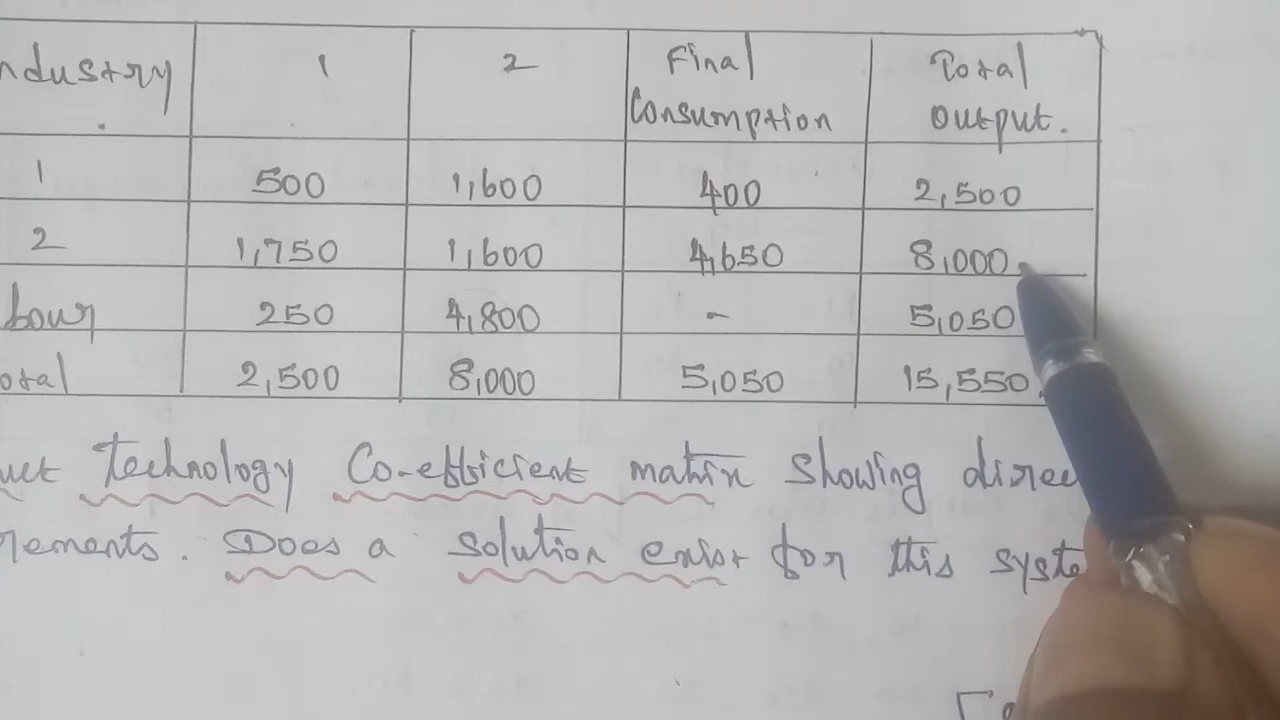 ndustry 1 2 Final Consumption Total Output.
1 500 1,600 400 2,500
2 1,750 1,600 4,650 8,000
bour 250 4,800 - 5,050
otal 2,500 8,000 5,050 15,550
uct technology Co-efficient matrix showing direc
rements. Does a solution exist for this syste